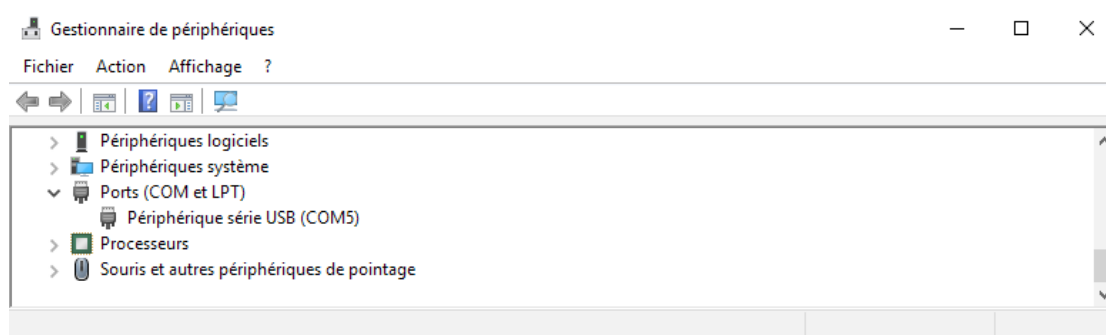 Gestionnaire de périphériques
Fichier Action Affichage ?
?
Périphériques logiciels
Périphériques système
Ports (COM et LPT)
Périphérique série USB (COM5)
Processeurs
Souris et autres périphériques de pointage